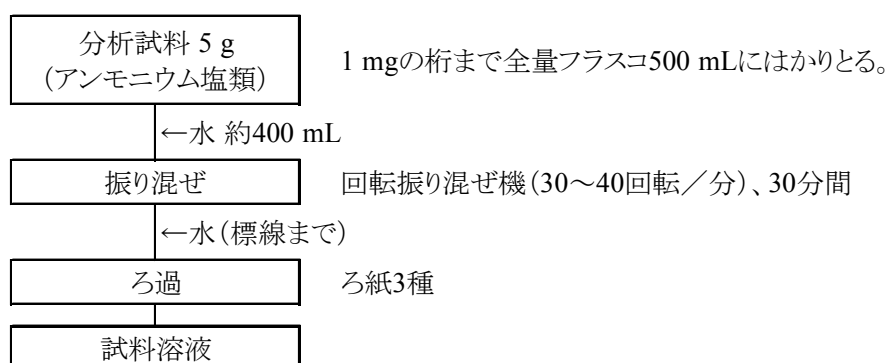 分析試料 5 g
(アンモニウム塩類)
1 mgの桁まで全量フラスコ500 mLにはかりとる。
←水 約400 mL
振り混ぜ
回転振り混ぜ機(30～40回転/分)、30分間
←水(標線まで)
ろ過
ろ紙3種
試料溶液